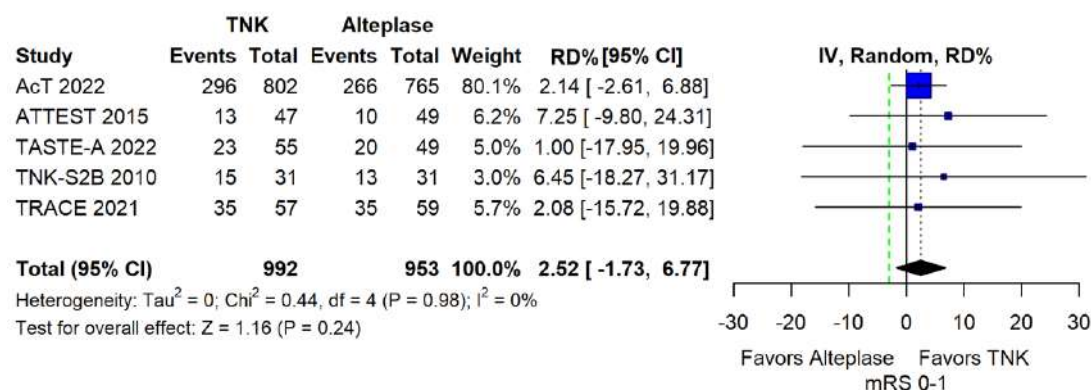 TNK Alteplase
Study Events Total Events Total Weight RD% [95% CI] IV, Random, RD%
AcT 2022 296 802 266 765 80.1% 2.14 [ -2.61, 6.88]
ATTEST 2015 13 47 10 49 6.2% 7.25 [ -9.80, 24.31]
TASTE-A 2022 23 55 20 49 5.0% 1.00 [-17.95, 19.96]
TNK-S2B 2010 15 31 13 31 3.0% 6.45 [-18.27, 31.17]
TRACE 2021 35 57 35 59 5.7% 2.08 [-15.72, 19.88]
Total (95% CI) 992 953 100.0% 2.52 [ -1.73, 6.77]
Heterogeneity: Tau² = 0; Chi² = 0.44, df = 4 (P = 0.98); I² = 0%
Test for overall effect: Z = 1.16 (P = 0.24)
-30 -20 -10 0 10 20 30
Favors Alteplase Favors TNK
mRS 0-1